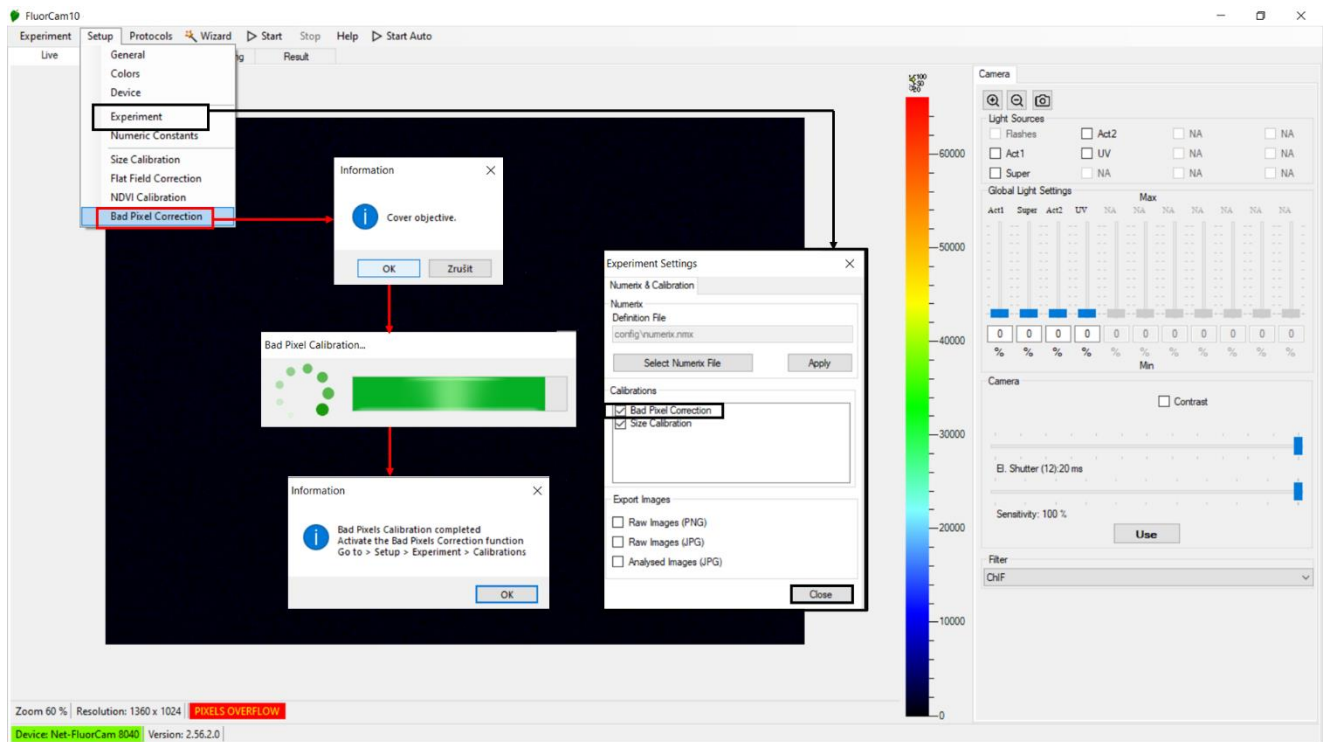 FluorCam10
Experiment Setup Protocols Wizard Start Stop Help Start Auto
Live
Result
General
Colors
Device
Experiment
Numeric Constants
Size Calibration
Flat Field Correction
NDVI Calibration
Bad Pixel Correction
Information
Cover objective.
OK Zrušit
Bad Pixel Calibration...
Information
Bad Pixels Calibration completed
Activate the Bad Pixels Correction function
Go to > Setup > Experiment > Calibrations
OK
Experiment Settings
Numerix & Calibration
Numerix
Definition File
config\numerix.nmx
Select Numerix File Apply
Calibrations
Bad Pixel Correction
Size Calibration
Export Images
Raw Images (PNG)
Raw Images (JPG)
Analysed Images (JPG)
Close
60000
50000
40000
30000
20000
10000
0
Camera
Light Sources
Flashes Act2 NA NA
Act1 UV NA NA
Super NA NA NA
Global Light Settings
Max
Act1 Super Act2 UV NA NA NA NA NA NA NA
0 0 0 0 0 0 0 0 0 0 0
% % % % % % % % % % %
Min
Camera
Contrast
El. Shutter (12):20 ms
Sensitivity: 100 %
Use
Filter
ChlF
Zoom 60 % Resolution: 1360 x 1024 PIXELS OVERFLOW
Device: Net-FluorCam 8040 Version: 2.56.2.0